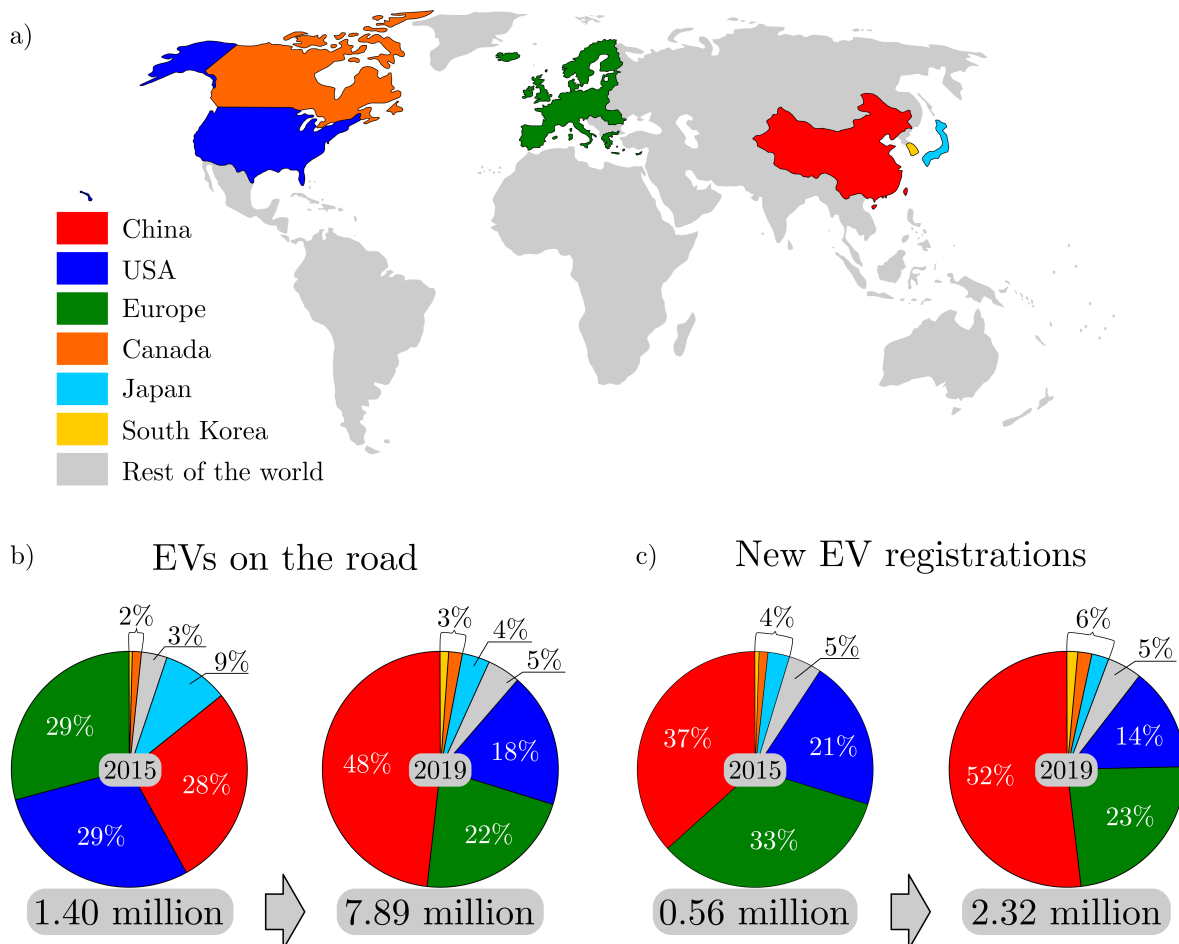 a)
China
USA
Europe
Canada
Japan
South Korea
Rest of the world
b)
EVs on the road
2%
3%
9%
29%
28%
29%
2015
1.40 million
3%
4%
5%
48%
18%
22%
2019
7.89 million
c)
New EV registrations
4%
5%
37%
21%
33%
2015
0.56 million
6%
5%
14%
52%
23%
2019
2.32 million